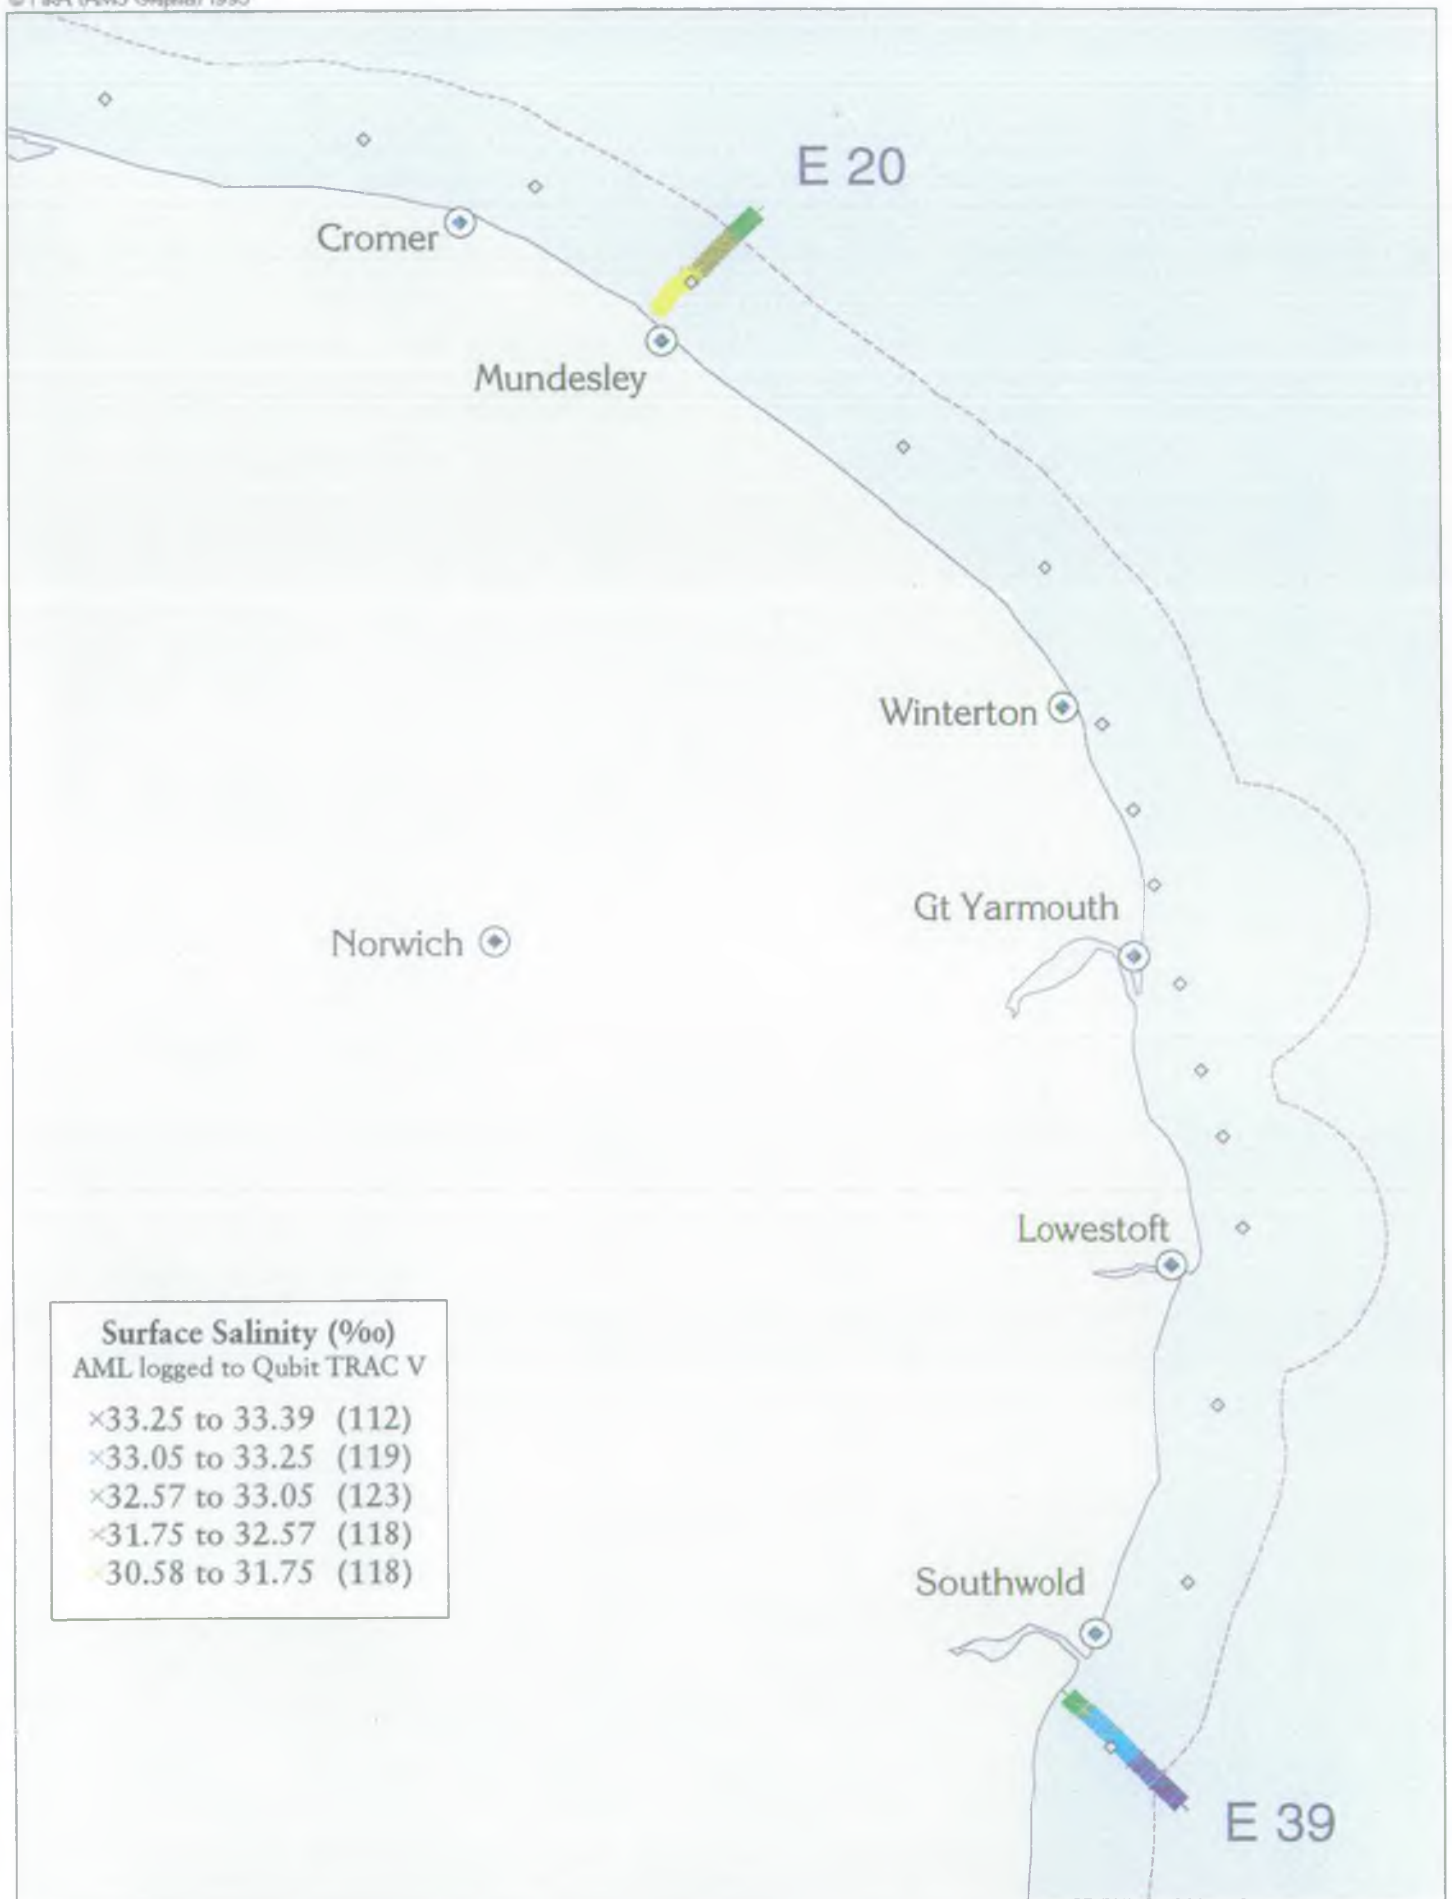 E 20
Cromer
Mundesley
Winterton
Gt Yarmouth
Norwich
Lowestoft
Surface Salinity (‰)
AML logged to Qubit TRAC V
×33.25 to 33.39 (112)
×33.05 to 33.25 (119)
×32.57 to 33.05 (123)
×31.75 to 32.57 (118)
×30.58 to 31.75 (118)
Southwold
E 39